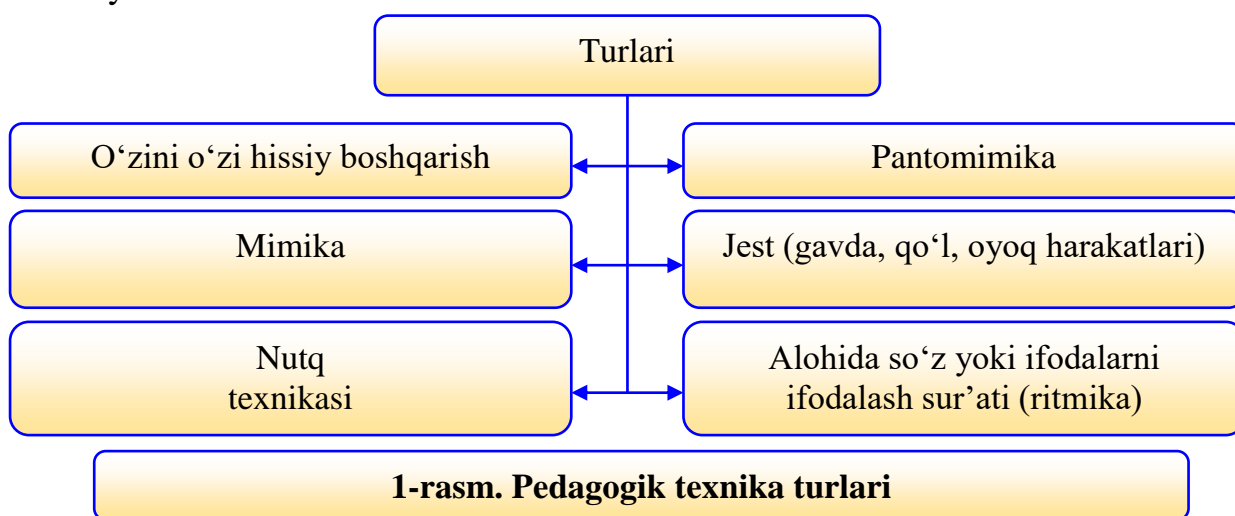 Turlari
O‘zini o‘zi hissiy boshqarish
Pantomimika
Mimika
Jest (gavda, qo‘l, oyoq harakatlari)
Nutq
texnikasi
Alohida so‘z yoki ifodalarni
ifodalash sur’ati (ritmika)
1-rasm. Pedagogik texnika turlari